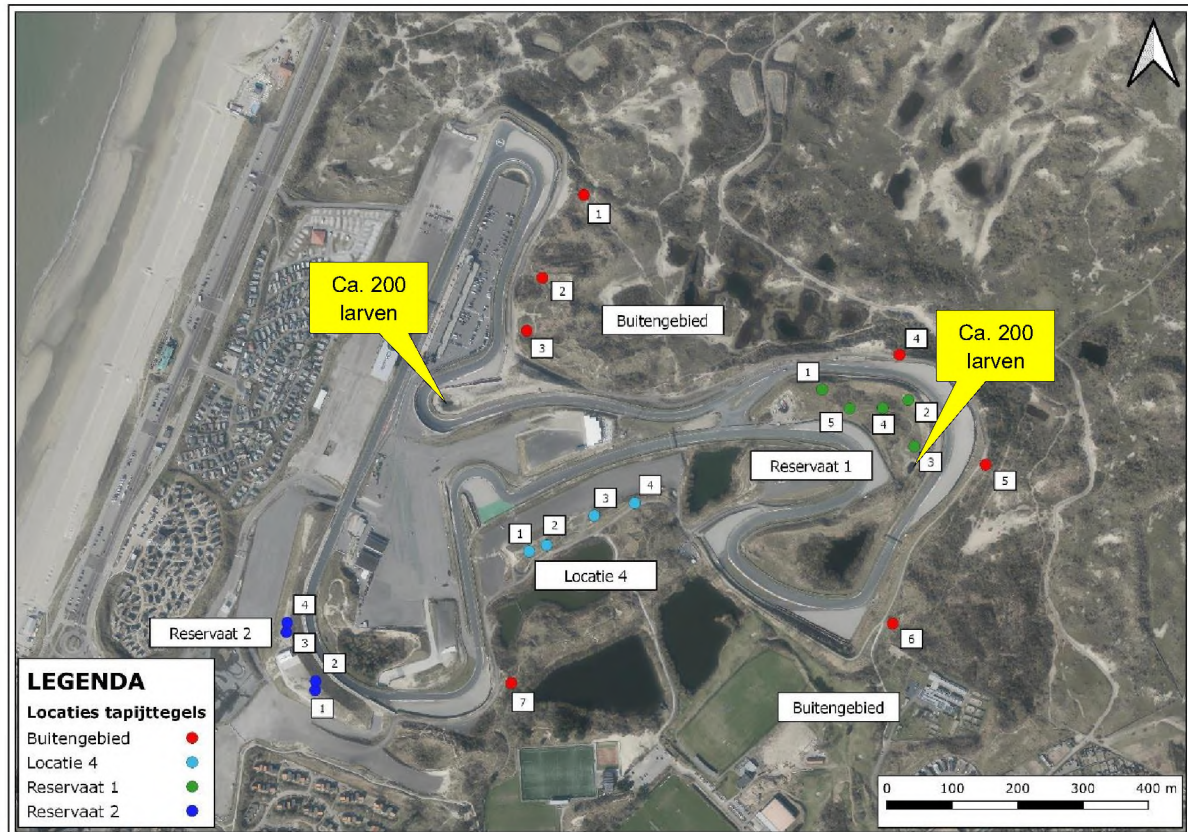 1
2
Ca. 200
larven
Buitengebied
3
4
Ca. 200
larven
1
2
5
4
3
Reservaat 1
5
4
3
2
1
Locatie 4
4
Reservaat 2
3
2
1
6
7
Buitengebied
LEGENDA
Locaties tapijttegels
Buitengebied
Locatie 4
Reservaat 1
Reservaat 2
0 100 200 300 400 m